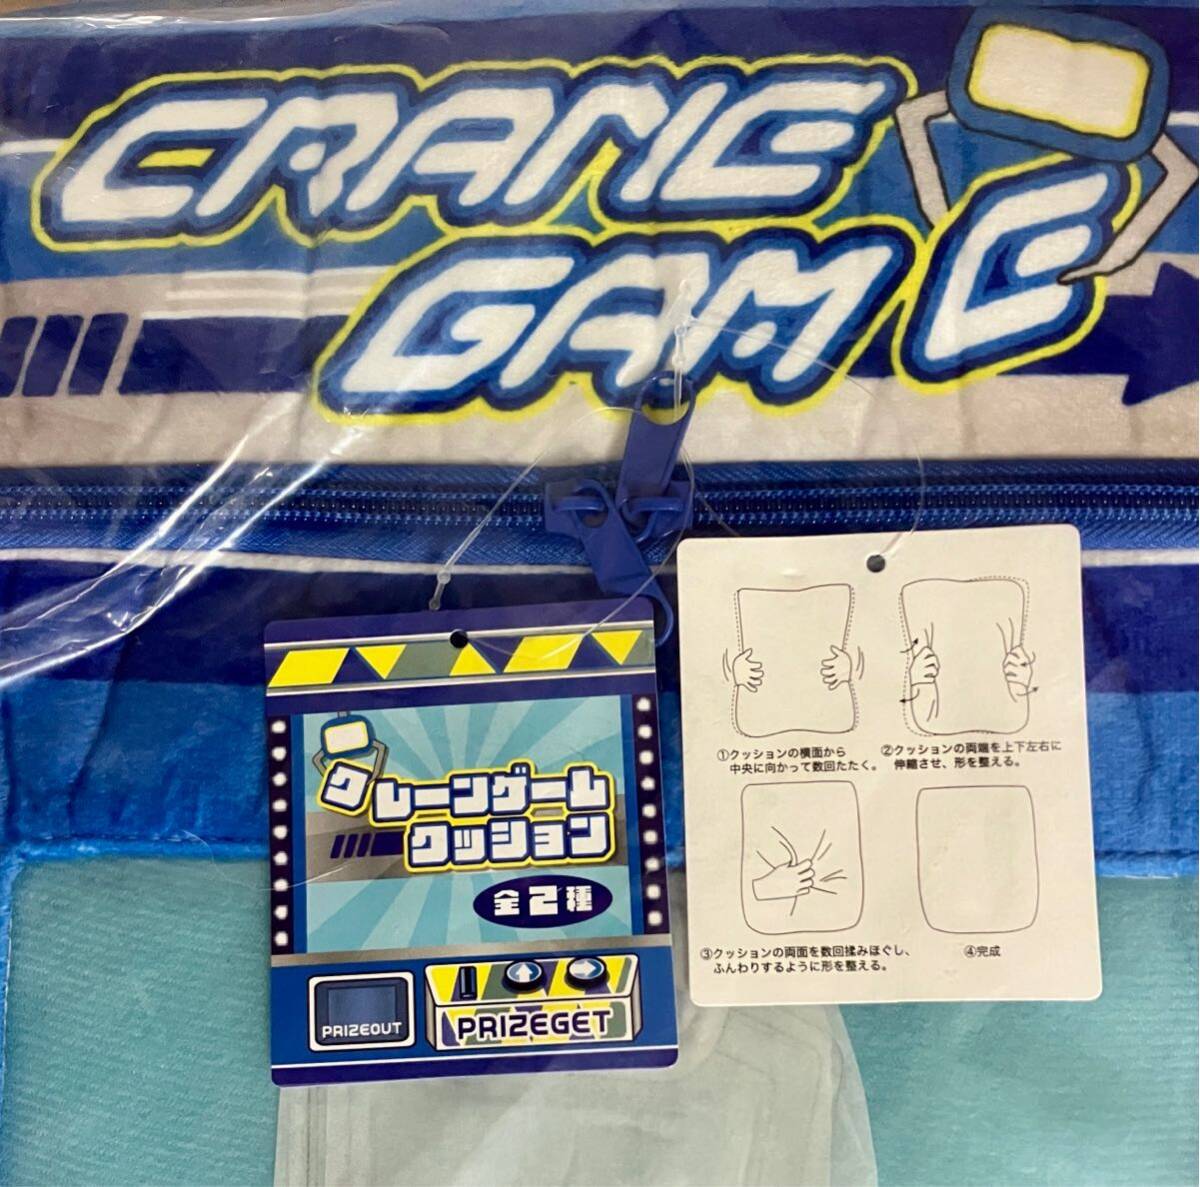 CRANE
GAME
クレーンゲーム
クッション
全2種
PRIZEOUT
PRIZEGET
①クッションの横面から
中央に向かって数回たたく。
②クッションの両端を上下左右に
伸縮させ、形を整える。
③クッションの両面を数回揉みほぐし、
ふんわりするように形を整える。
④完成